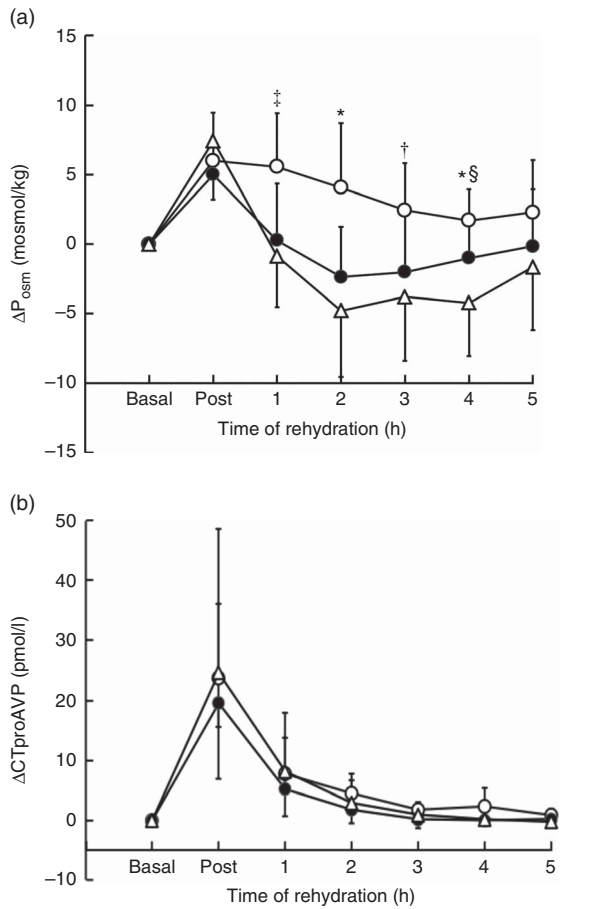 (a)
15
10
5
0
–5
–10
–15
ΔPosm (mosmol/kg)
‡
*
†
*§
Basal Post 1 2 3 4 5
Time of rehydration (h)
(b)
50
40
30
20
10
0
–10
ΔCTproAVP (pmol/l)
Basal Post 1 2 3 4 5
Time of rehydration (h)